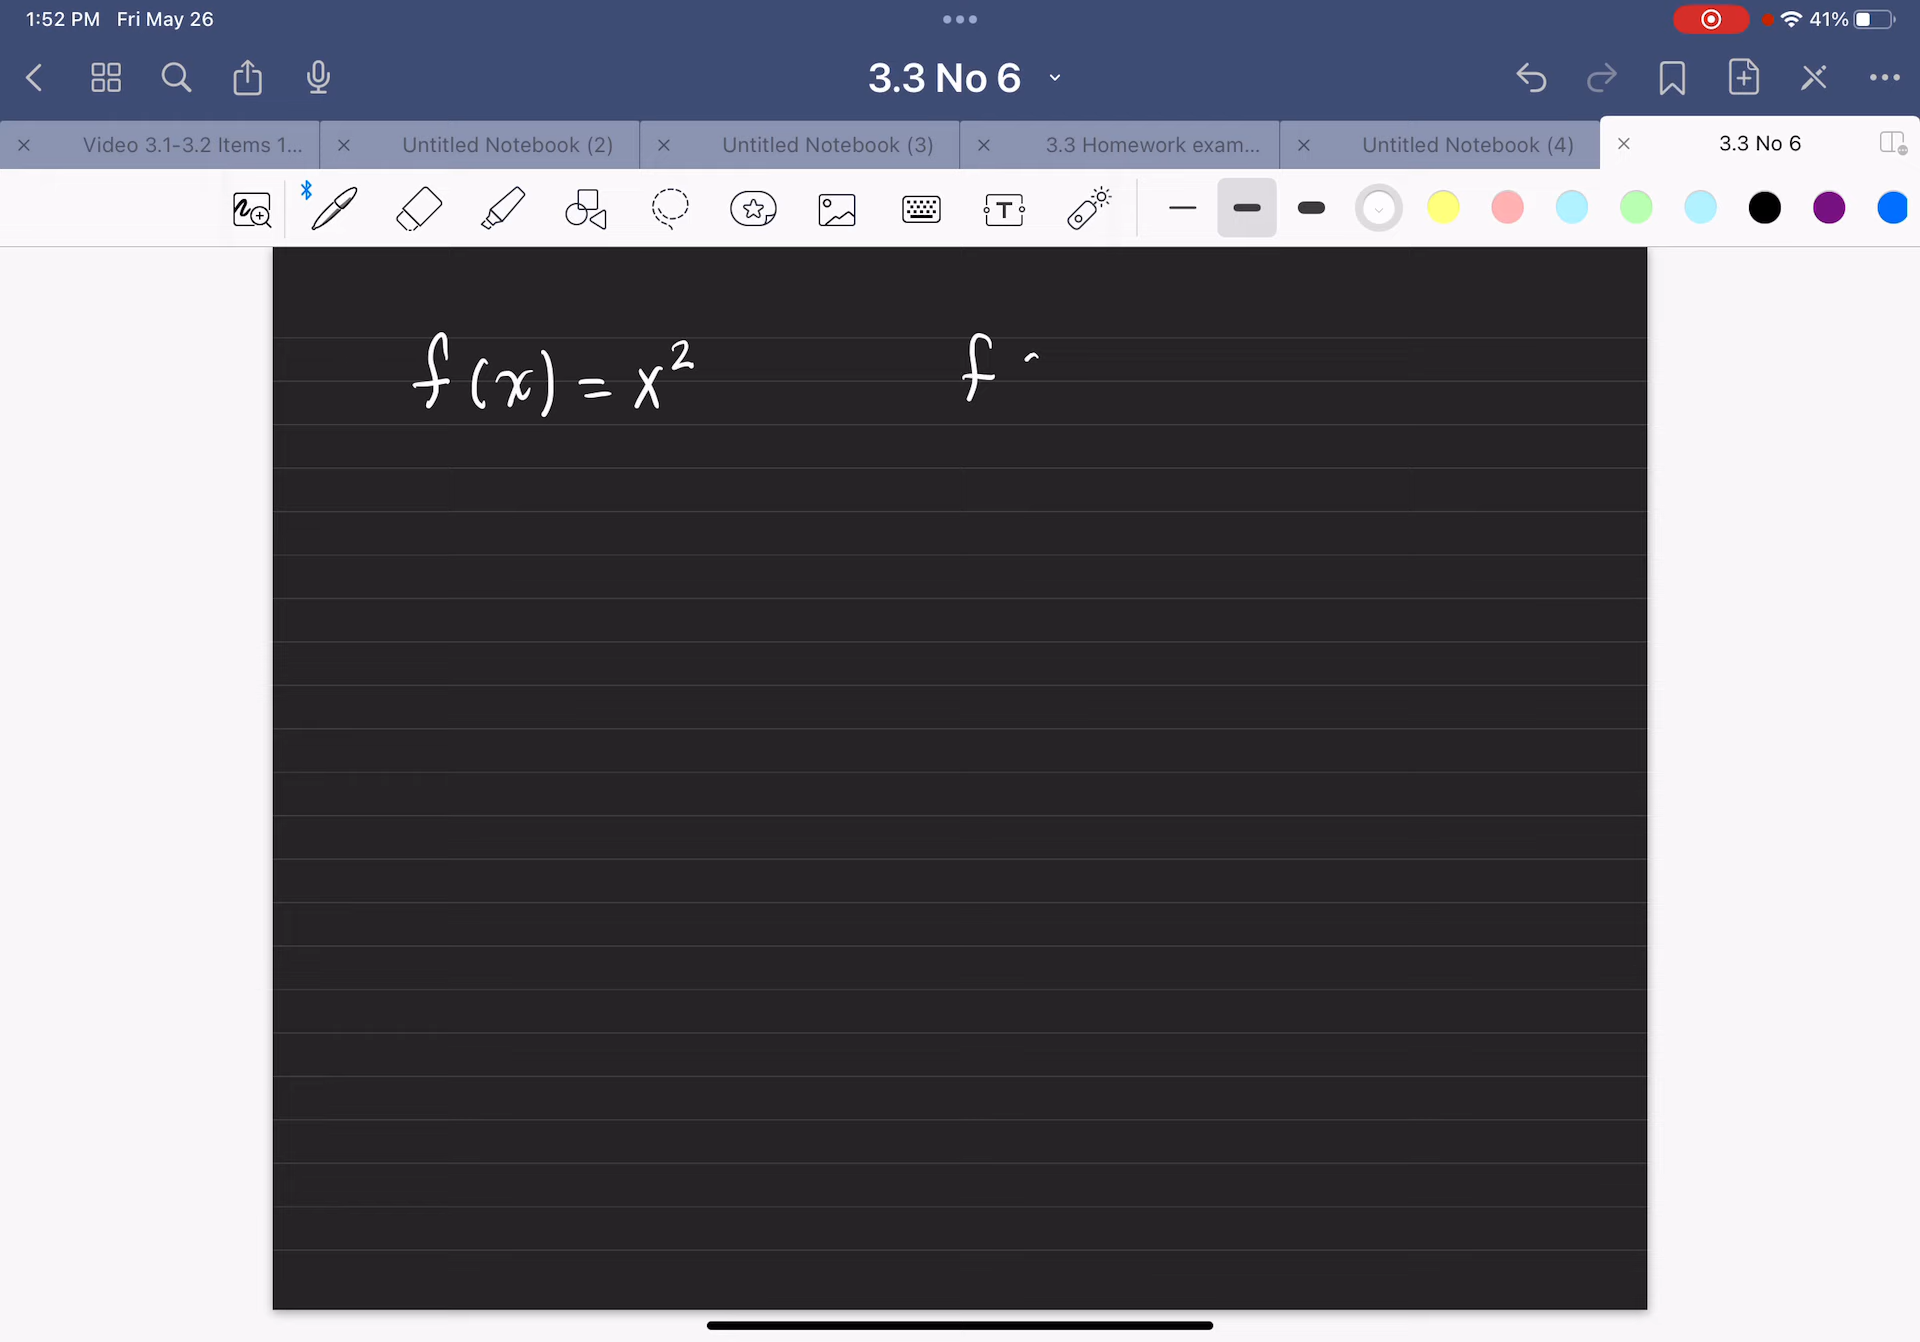 1:52 PM Fri May 26
41%
3.3 No 6
Video 3.1-3.2 Items 1... Untitled Notebook (2) Untitled Notebook (3) 3.3 Homework exam... Untitled Notebook (4) 3.3 No 6
T
f(x) = x² f